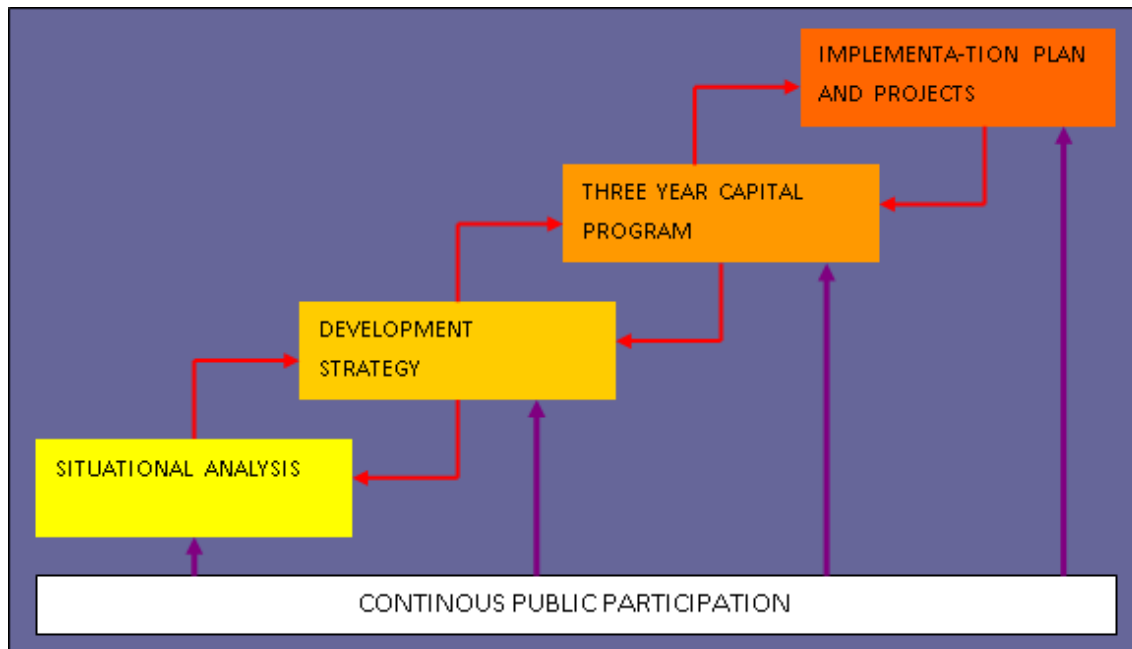 IMPLEMENTA-TION PLAN
AND PROJECTS
THREE YEAR CAPITAL
PROGRAM
DEVELOPMENT
STRATEGY
SITUATIONAL ANALYSIS
CONTINOUS PUBLIC PARTICIPATION